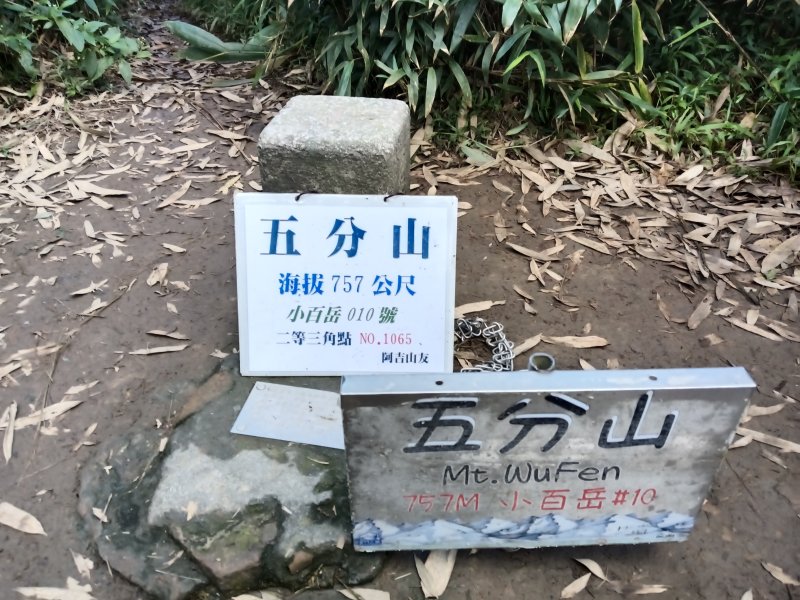 五分山
海拔 757 公尺
小百岳 010 號
二等三角點 NO.1065
阿吉山友
五分山
Mt.WuFen
757M 小百岳#10